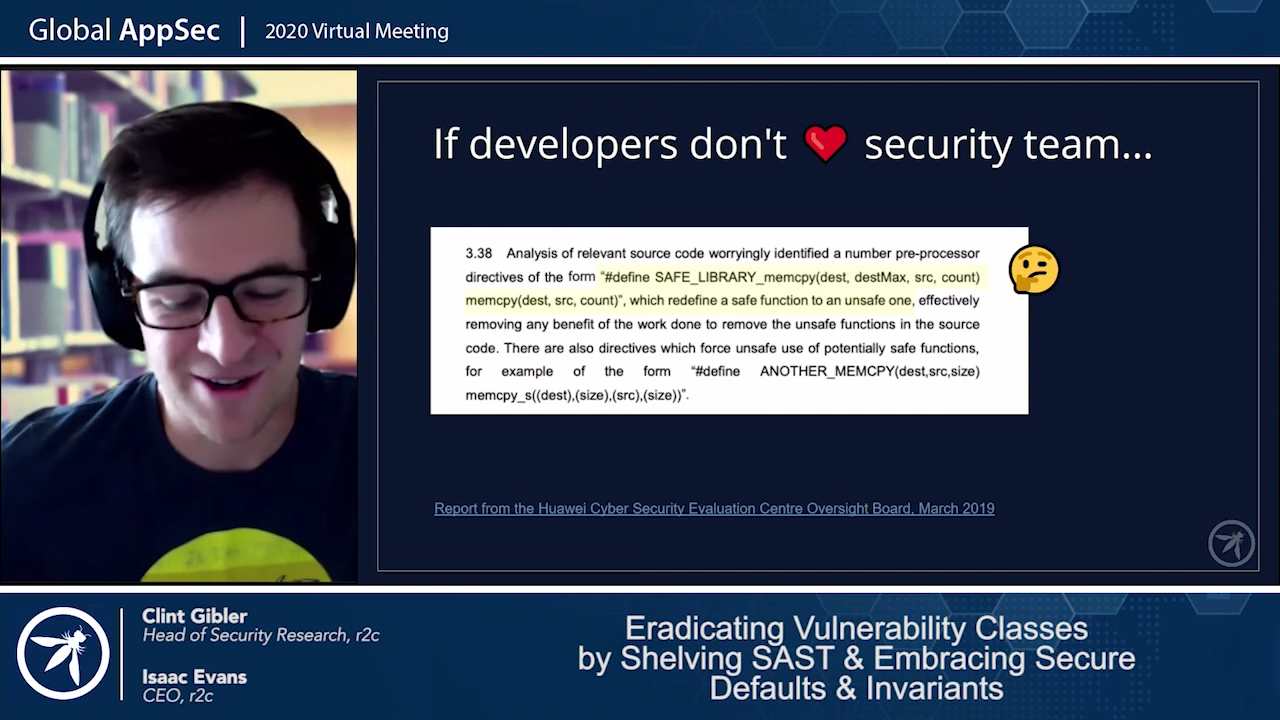 Global AppSec | 2020 Virtual Meeting
If developers don't ❤️ security team...
3.38 Analysis of relevant source code worryingly identified a number pre-processor
directives of the form "#define SAFE_LIBRARY_memcpy(dest, destMax, src, count)
memcpy(dest, src, count)", which redefine a safe function to an unsafe one, effectively
removing any benefit of the work done to remove the unsafe functions in the source
code. There are also directives which force unsafe use of potentially safe functions,
for example of the form "#define ANOTHER_MEMCPY(dest,src,size)
memcpy_s((dest),(size),(src),(size))".
Report from the Huawei Cyber Security Evaluation Centre Oversight Board, March 2019
Clint Gibler
Head of Security Research, r2c
Isaac Evans
CEO, r2c
Eradicating Vulnerability Classes
by Shelving SAST & Embracing Secure
Defaults & Invariants